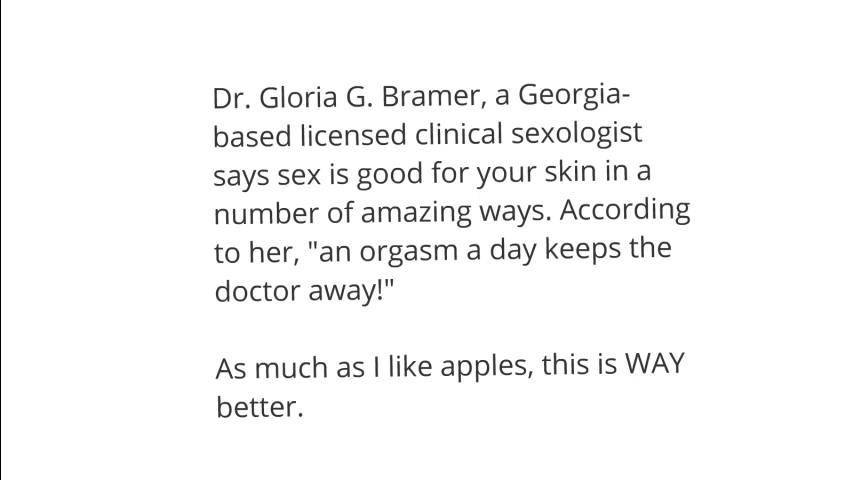 Dr. Gloria G. Bramer, a Georgia-
based licensed clinical sexologist
says sex is good for your skin in a
number of amazing ways. According
to her, "an orgasm a day keeps the
doctor away!"
As much as I like apples, this is WAY
better.